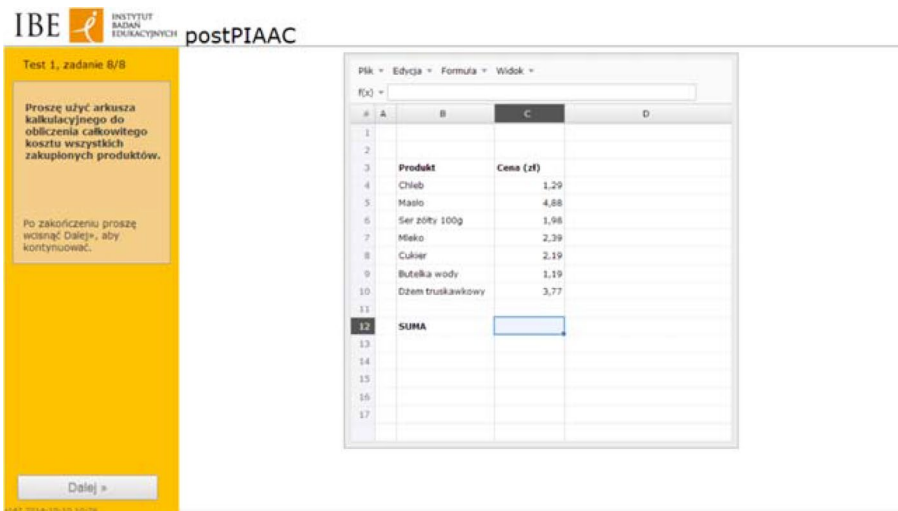 IBE INSTYTUT
BADAŃ
EDUKACYJNYCH
postPIAAC
Test 1, zadanie 8/8
Proszę użyć arkusza
kalkulacyjnego do
obliczenia całkowitego
kosztu wszystkich
zakupionych produktów.
Po zakończeniu proszę
wcisnąć Dalej», aby
kontynuować.
Dalej »
Plik Edycja Formuła Widok
f(x)
# A B C D
1
2
3 Produkt Cena (zł)
4 Chleb 1,29
5 Masło 4,88
6 Ser żółty 100g 1,98
7 Mleko 2,39
8 Cukier 2,19
9 Butelka wody 1,19
10 Dżem truskawkowy 3,77
11
12 SUMA
13
14
15
16
17